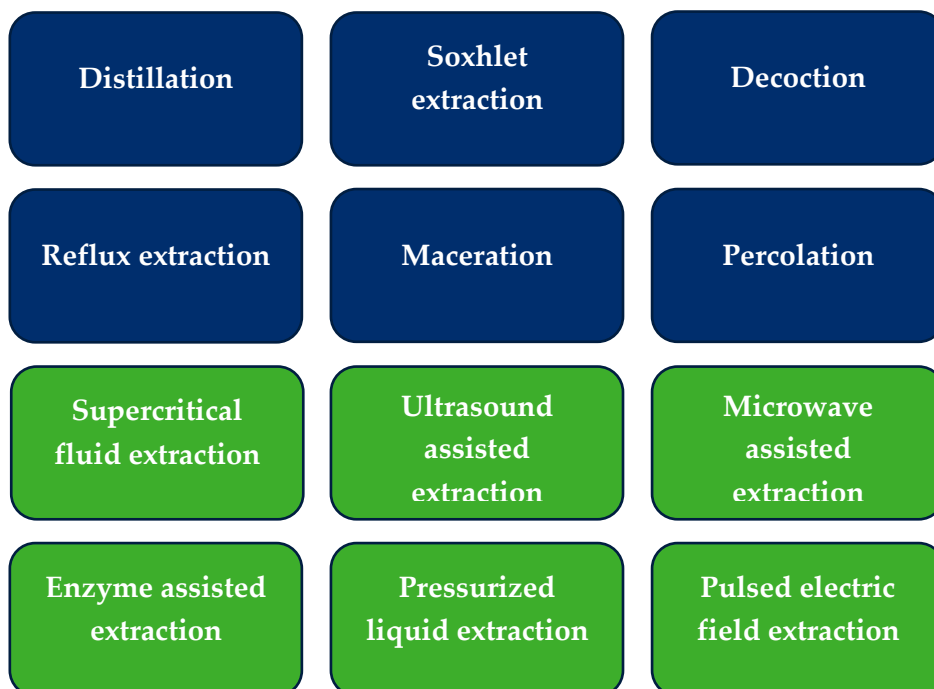 Distillation
Soxhlet
extraction
Decoction
Reflux extraction
Maceration
Percolation
Supercritical
fluid extraction
Ultrasound
assisted
extraction
Microwave
assisted
extraction
Enzyme assisted
extraction
Pressurized
liquid extraction
Pulsed electric
field extraction